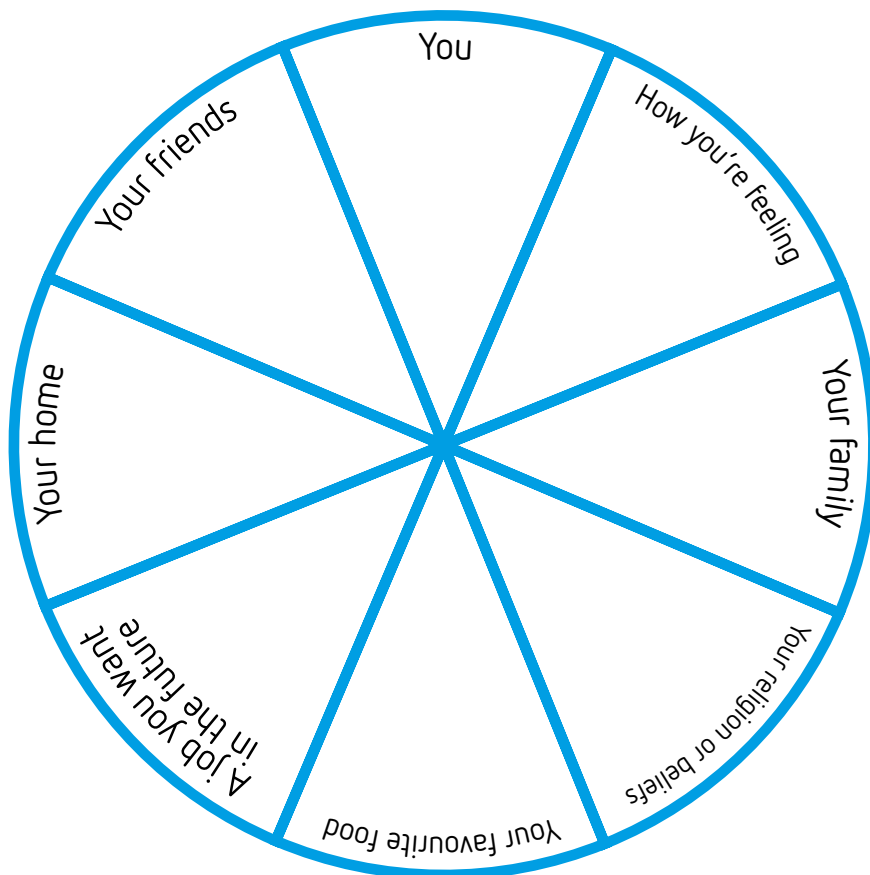 You
How you're feeling
Your family
Your religion or beliefs
Your favourite food
A job you want
in the future
Your home
Your friends